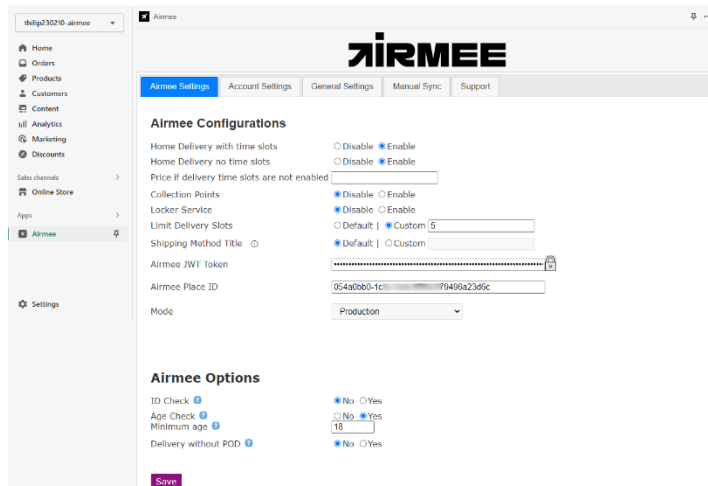 thilip230210-airmee
Home
Orders
Products
Customers
Content
Analytics
Marketing
Discounts
Sales channels
Online Store
Apps
Airmee
Settings
Airmee
AIRMEE
Airmee Settings
Account Settings
General Settings
Manual Sync
Support
Airmee Configurations
Home Delivery with time slots Disable Enable
Home Delivery no time slots Disable Enable
Price if delivery time slots are not enabled
Collection Points Disable Enable
Locker Service Disable Enable
Limit Delivery Slots Default | Custom 5
Shipping Method Title Default | Custom
Airmee JWT Token
Airmee Place ID 054a0bb0-1c 79496a23d6c
Mode Production
Airmee Options
ID Check ? No Yes
Age Check ? No Yes
Minimum age ? 18
Delivery without POD ? No Yes
Save